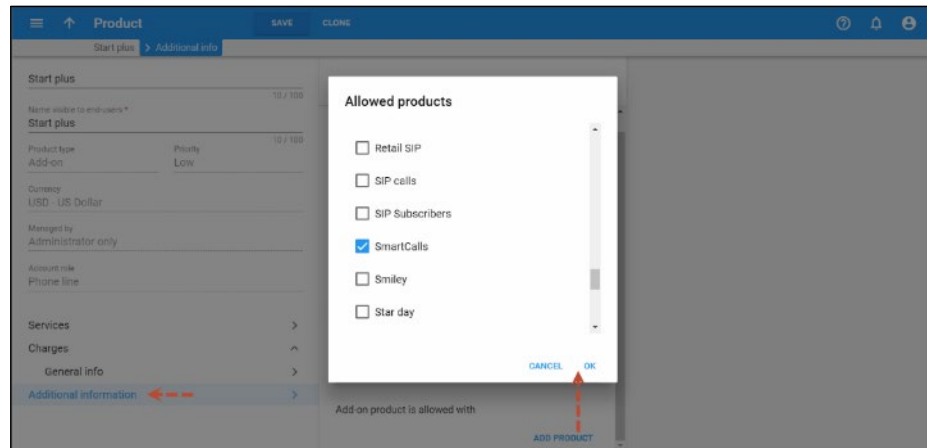 Product SAVE CLONE
Start plus > Additional info
Start plus
10 / 100
Name visible to end-users *
Start plus
10 / 100
Product type Priority
Add-on Low
Currency
USD - US Dollar
Managed by
Administrator only
Account role
Phone line
Services
Charges
General info
Additional information
Allowed products
Retail SIP
SIP calls
SIP Subscribers
SmartCalls
Smiley
Star day
CANCEL OK
Add-on product is allowed with
ADD PRODUCT